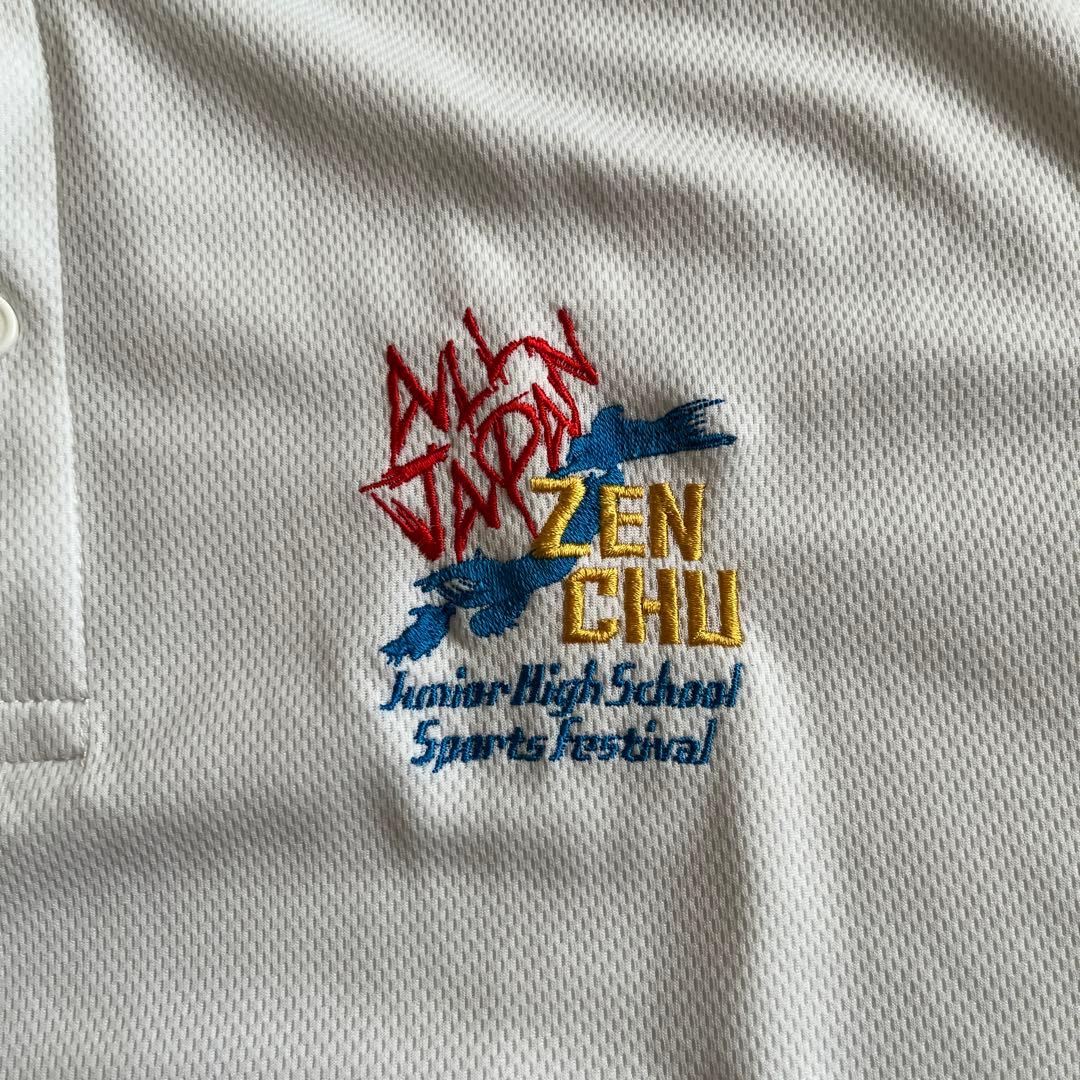 ALL
JAPAN
ZEN
CHU
Junior High School
Sports Festival